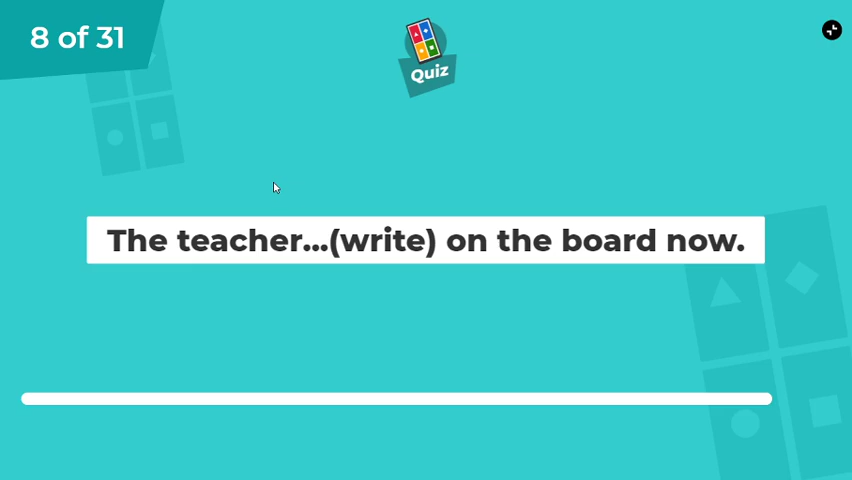 8 of 31
Quiz
The teacher...(write) on the board now.